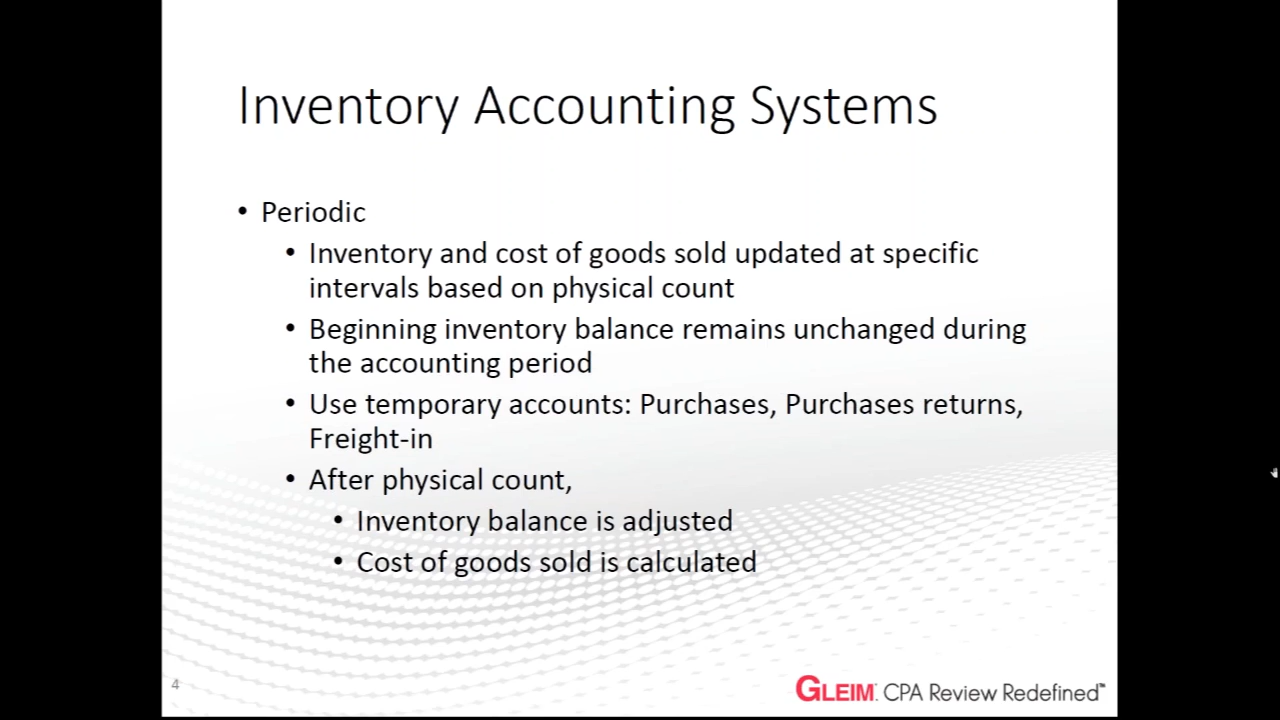 Inventory Accounting Systems
• Periodic
• Inventory and cost of goods sold updated at specific
intervals based on physical count
• Beginning inventory balance remains unchanged during
the accounting period
• Use temporary accounts: Purchases, Purchases returns,
Freight-in
• After physical count,
• Inventory balance is adjusted
• Cost of goods sold is calculated
4
GLEIM. CPA Review Redefined™